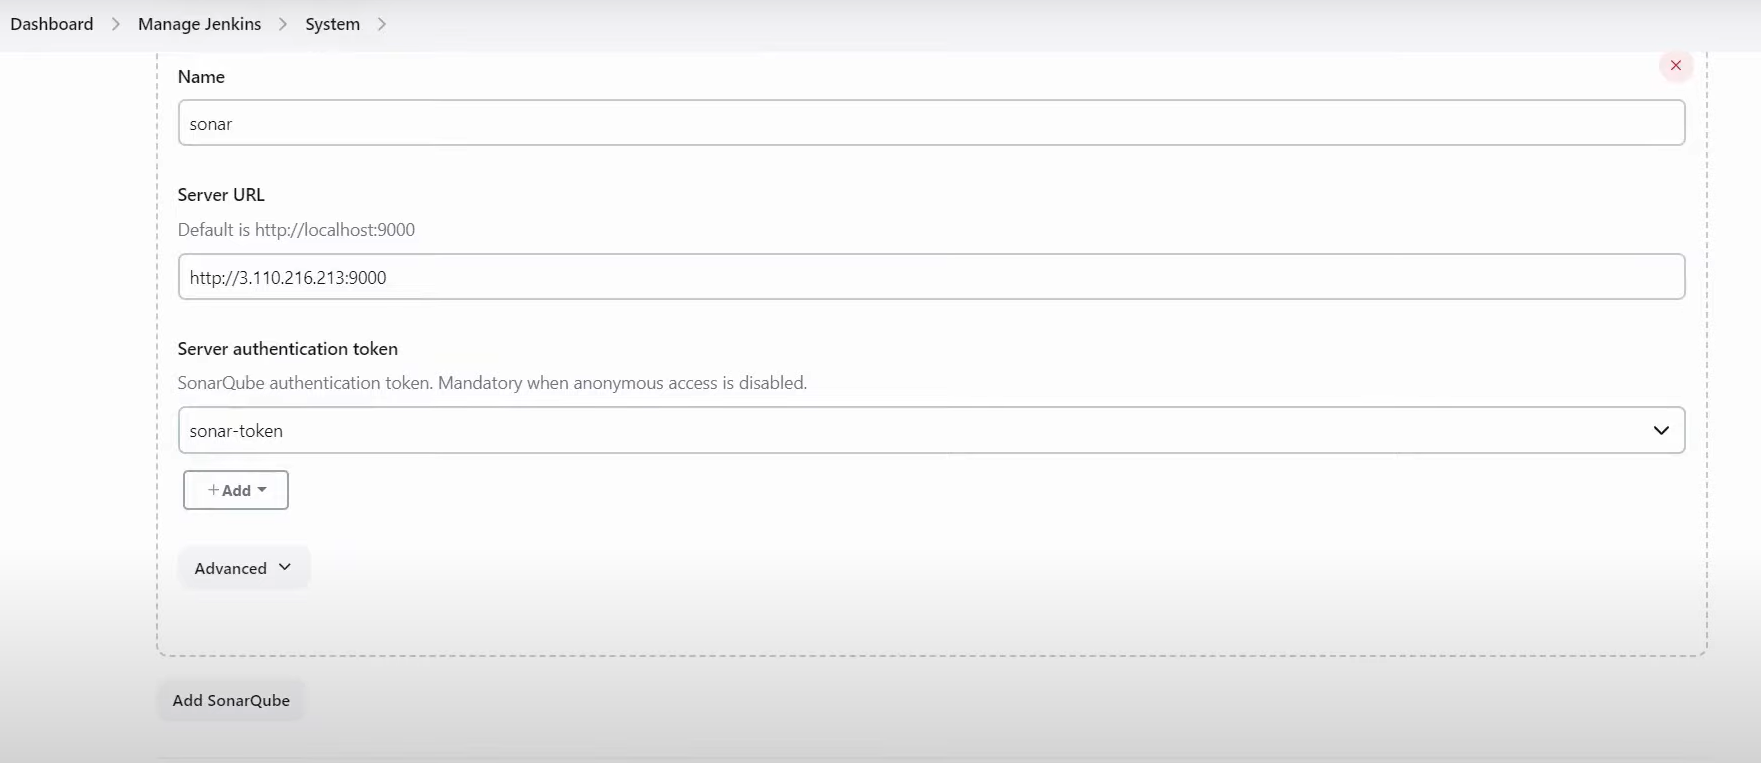 Dashboard > Manage Jenkins > System >
Name
sonar
Server URL
Default is http://localhost:9000
http://3.110.216.213:9000
Server authentication token
SonarQube authentication token. Mandatory when anonymous access is disabled.
sonar-token
+ Add
Advanced
Add SonarQube